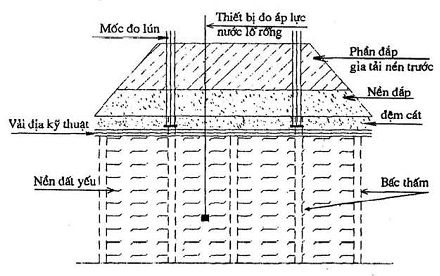 Mốc đo lún
Thiết bị đo áp lực
nước lỗ rỗng
Phần đắp
gia tải nén trước
Nền đắp
đệm cát
Vải địa kỹ thuật
Nền đất yếu
Bấc thấm